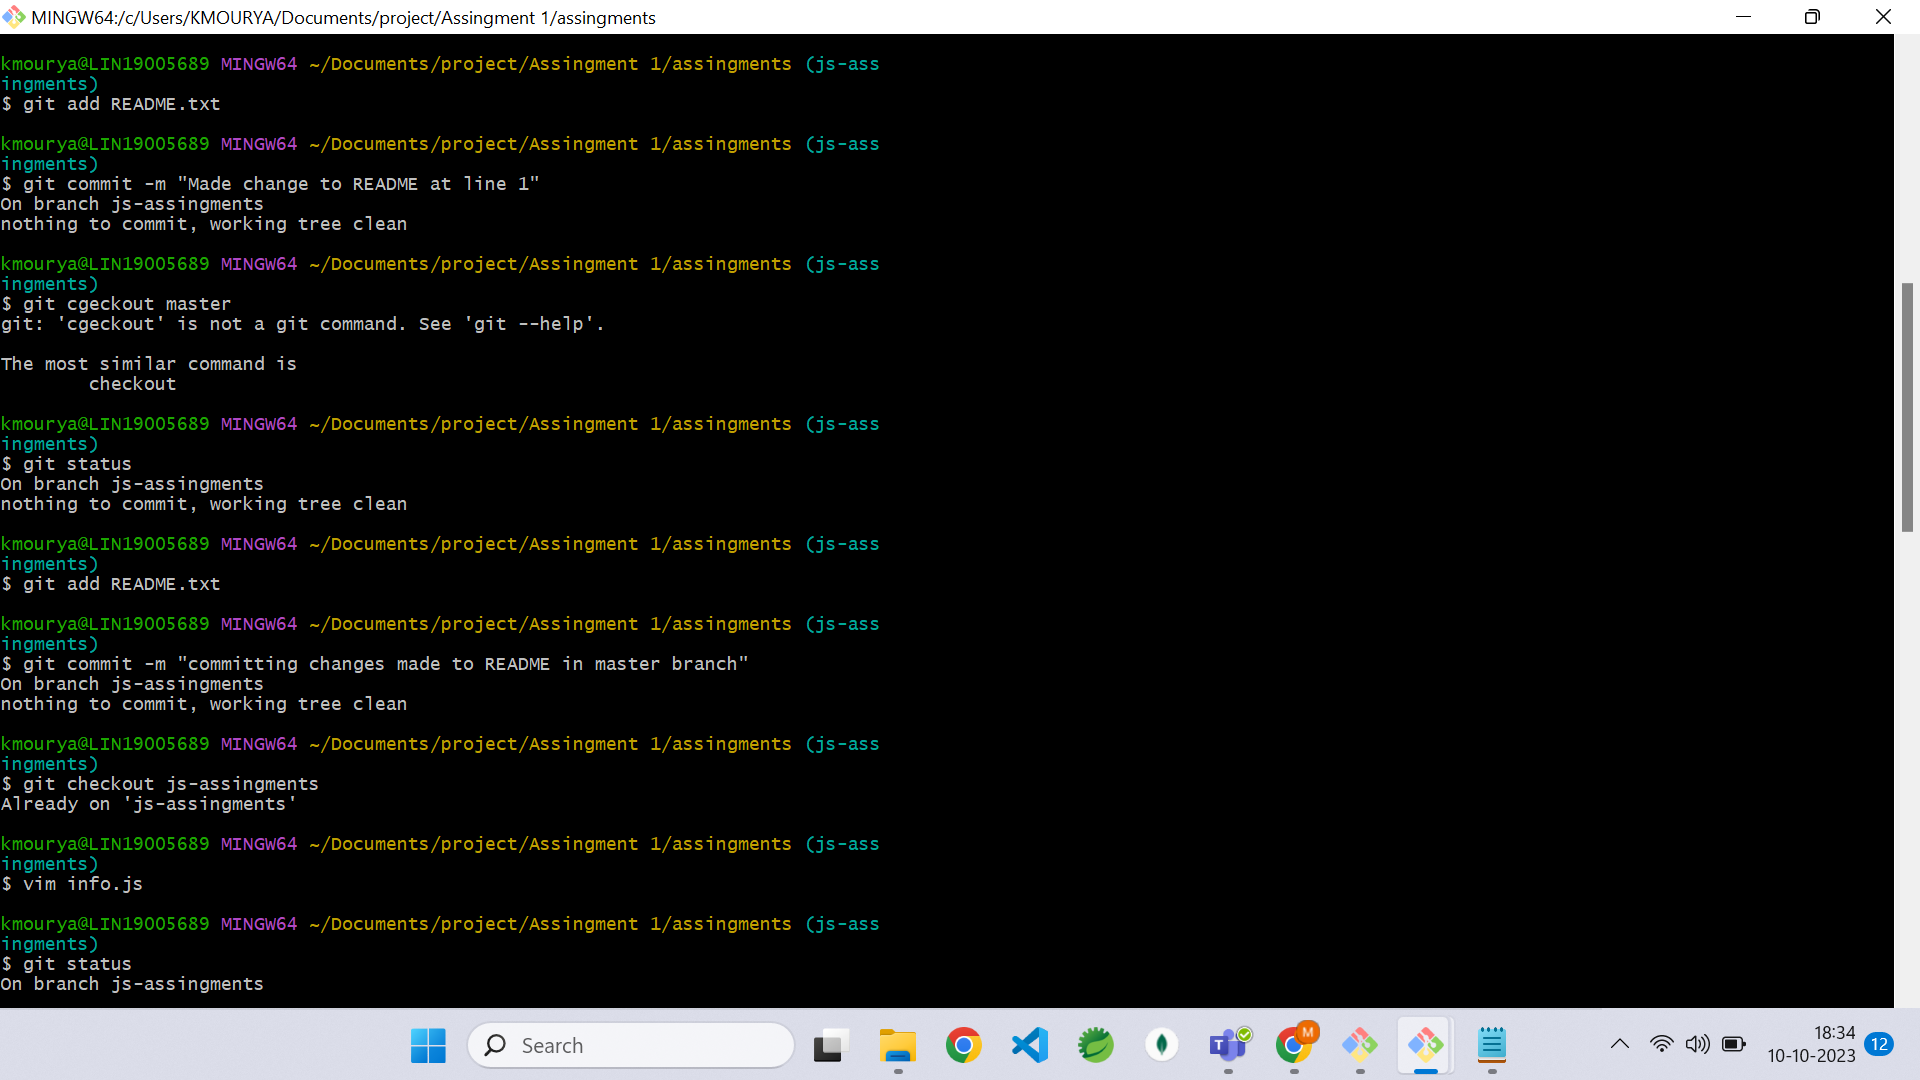 MINGW64:/c/Users/KMOURYA/Documents/project/Assingment 1/assingments
kmourya@LIN19005689 MINGW64 ~/Documents/project/Assingment 1/assingments (js-ass
ingments)
$ git add README.txt
kmourya@LIN19005689 MINGW64 ~/Documents/project/Assingment 1/assingments (js-ass
ingments)
$ git commit -m "Made change to README at line 1"
On branch js-assingments
nothing to commit, working tree clean
kmourya@LIN19005689 MINGW64 ~/Documents/project/Assingment 1/assingments (js-ass
ingments)
$ git cgeckout master
git: 'cgeckout' is not a git command. See 'git --help'.
The most similar command is
checkout
kmourya@LIN19005689 MINGW64 ~/Documents/project/Assingment 1/assingments (js-ass
ingments)
$ git status
On branch js-assingments
nothing to commit, working tree clean
kmourya@LIN19005689 MINGW64 ~/Documents/project/Assingment 1/assingments (js-ass
ingments)
$ git add README.txt
kmourya@LIN19005689 MINGW64 ~/Documents/project/Assingment 1/assingments (js-ass
ingments)
$ git commit -m "committing changes made to README in master branch"
On branch js-assingments
nothing to commit, working tree clean
kmourya@LIN19005689 MINGW64 ~/Documents/project/Assingment 1/assingments (js-ass
ingments)
$ git checkout js-assingments
Already on 'js-assingments'
kmourya@LIN19005689 MINGW64 ~/Documents/project/Assingment 1/assingments (js-ass
ingments)
$ vim info.js
kmourya@LIN19005689 MINGW64 ~/Documents/project/Assingment 1/assingments (js-ass
ingments)
$ git status
On branch js-assingments
Search
T
M
18:34
10-10-2023
12